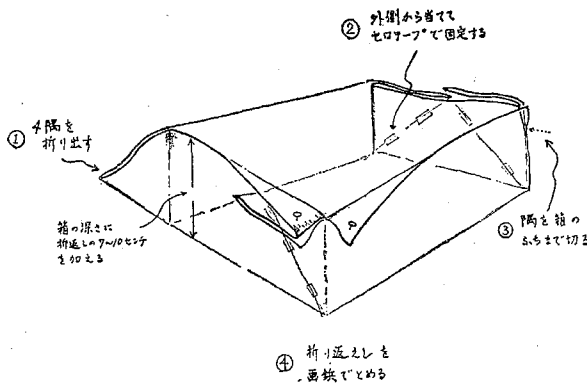 ① 4隅を
折り出す
② 外側から当てて
セロテープで固定する
箱の深さに
折返しの7~10センチ
を加える
③ 隅を箱の
ふちまで切る
④ 折り返えしを
画鋲でとめる